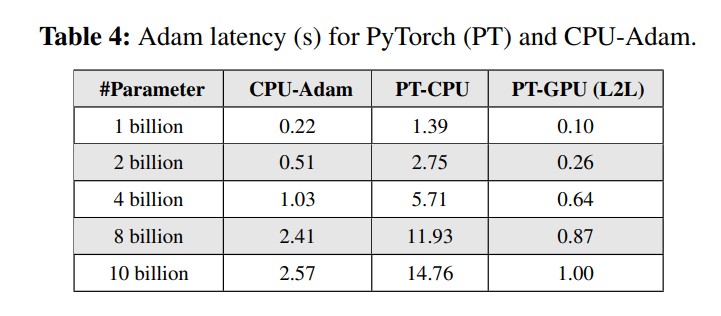 Table 4: Adam latency (s) for PyTorch (PT) and CPU-Adam.
#Parameter CPU-Adam PT-CPU PT-GPU (L2L)
1 billion 0.22 1.39 0.10
2 billion 0.51 2.75 0.26
4 billion 1.03 5.71 0.64
8 billion 2.41 11.93 0.87
10 billion 2.57 14.76 1.00